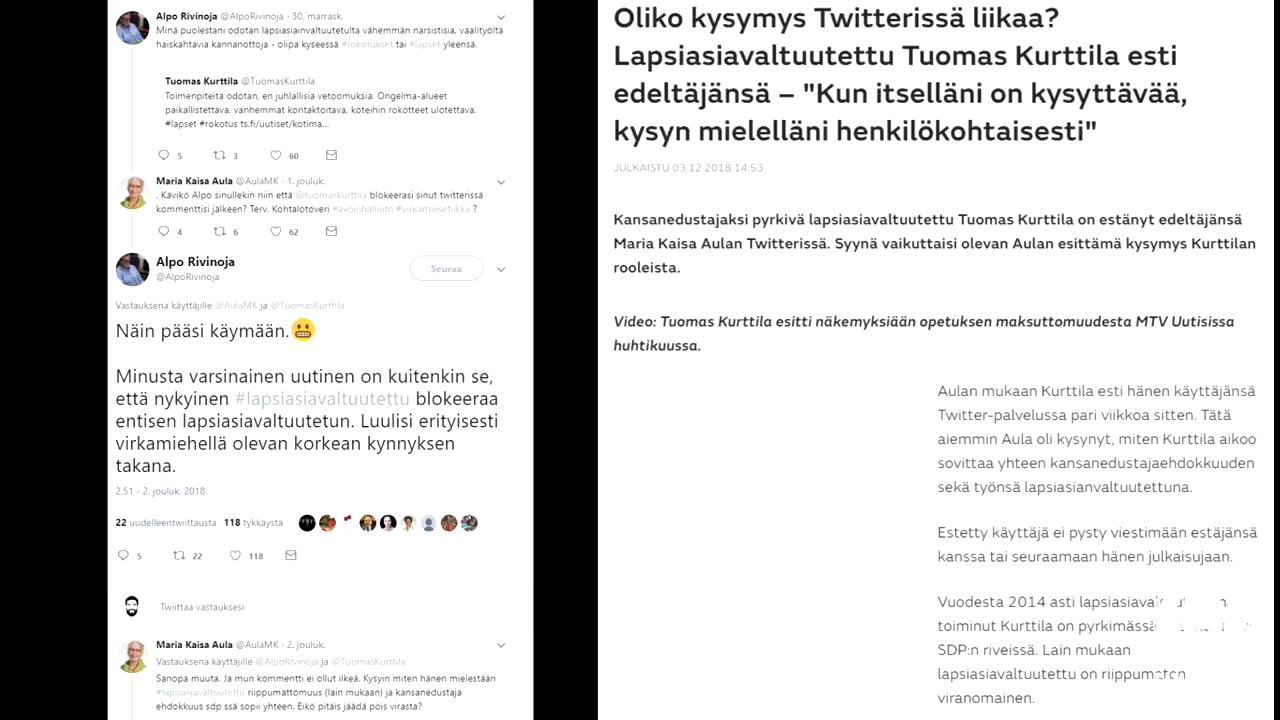 Alpo Rivinoja @AlpoRivinoja · 30. marrask.
Minä puolestani odotan lapsiasiainvaltuutetulta vähemmän narsistisia, vaalityöltä
haiskahtavia kannanottoja - olipa kyseessä #rokotukset tai #lapset yleensä.
Tuomas Kurttila @TuomasKurttila
Toimenpiteitä odotan, en juhlallisia vetoomuksia. Ongelma-alueet
paikallistettava, vanhemmat kontaktoitava, koteihin rokotteet ulotettava.
#lapset #rokotus ts.fi/uutiset/kotima...
5 3 60
Maria Kaisa Aula @AulaMK · 1. jouluk.
. Kävikö Alpo sinullekin niin että @tuomaskurttila blokeerasi sinut twitterissä
kommenttisi jälkeen? Terv. Kohtalotoveri #avoinhallinto #virkamiesetiikka ?
4 6 62
Alpo Rivinoja
@AlpoRivinoja
Seuraa
Vastauksena käyttäjille @AulaMK ja @TuomasKurttila
Näin pääsi käymään.😬
Minusta varsinainen uutinen on kuitenkin se,
että nykyinen #lapsiasiavaltuutettu blokeeraa
entisen lapsiasiavaltuutetun. Luulisi erityisesti
virkamiehellä olevan korkean kynnyksen
takana.
2.51 - 2. jouluk. 2018
22 uudelleentwiittausta 118 tykkäystä
5 22 118
Twiittaa vastauksesi
Maria Kaisa Aula @AulaMK · 2. jouluk.
Vastauksena käyttäjille @AlpoRivinoja ja @TuomasKurttila
Sanopa muuta. Ja mun kommentti ei ollut ilkeä. Kysyin miten hänen mielestään
#lapsiasiavaltuutettu riippumattomuus (lain mukaan) ja kansanedustaja
ehdokkuus sdp ssä sopii yhteen. Eikö pitäis jäädä pois virasta?
Oliko kysymys Twitterissä liikaa?
Lapsiasiavaltuutettu Tuomas Kurttila esti
edeltäjänsä – "Kun itselläni on kysyttävää,
kysyn mielelläni henkilökohtaisesti"
JULKAISTU 03.12.2018 14:53
Kansanedustajaksi pyrkivä lapsiasiavaltuutettu Tuomas Kurttila on estänyt edeltäjänsä
Maria Kaisa Aulan Twitterissä. Syynä vaikuttaisi olevan Aulan esittämä kysymys Kurttilan
rooleista.
Video: Tuomas Kurttila esitti näkemyksiään opetuksen maksuttomuudesta MTV Uutisissa
huhtikuussa.
Aulan mukaan Kurttila esti hänen käyttäjänsä
Twitter-palvelussa pari viikkoa sitten. Tätä
aiemmin Aula oli kysynyt, miten Kurttila aikoo
sovittaa yhteen kansanedustajaehdokkuuden
sekä työnsä lapsiasianvaltuutettuna.
Estetty käyttäjä ei pysty viestimään estäjänsä
kanssa tai seuraamaan hänen julkaisujaan.
Vuodesta 2014 asti
toiminut Kurttila on pyrkimässä
SDP:n riveissä. Lain mukaan
lapsiasiavaltuutettu on riippumaton
viranomainen.